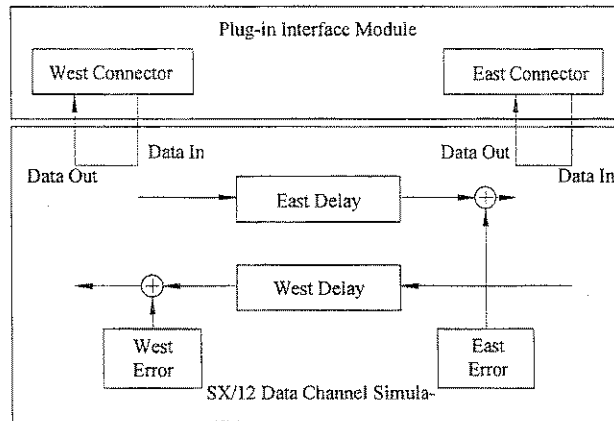 Plug-in Interface Module
West Connector
East Connector
Data In
Data Out
Data Out
Data In
East Delay
West Delay
West
Error
East
Error
SX/12 Data Channel Simula-